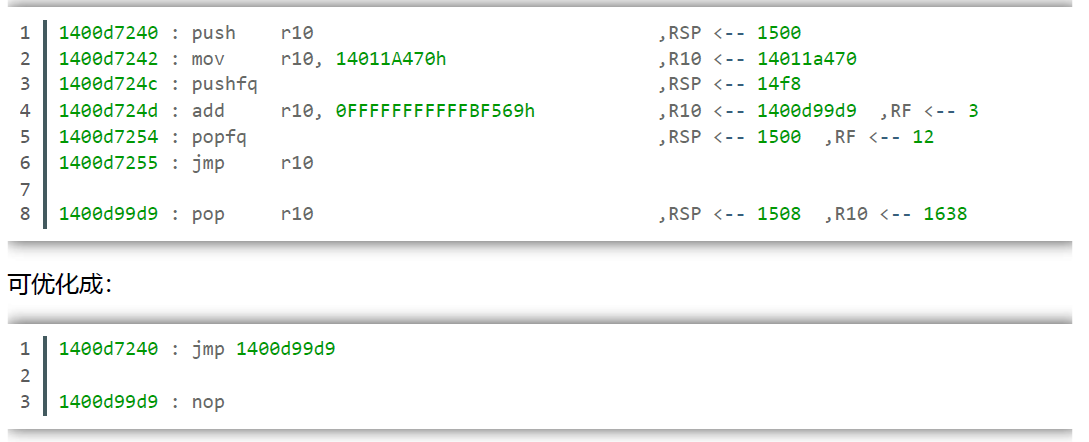 1 1400d7240 : push r10 ,RSP <-- 1500
2 1400d7242 : mov r10, 14011A470h ,R10 <-- 14011a470
3 1400d724c : pushfq ,RSP <-- 14f8
4 1400d724d : add r10, 0FFFFFFFFFFFBF569h ,R10 <-- 1400d99d9 ,RF <-- 3
5 1400d7254 : popfq ,RSP <-- 1500 ,RF <-- 12
6 1400d7255 : jmp r10
7
8 1400d99d9 : pop r10 ,RSP <-- 1508 ,R10 <-- 1638
可优化成：
1 1400d7240 : jmp 1400d99d9
2
3 1400d99d9 : nop